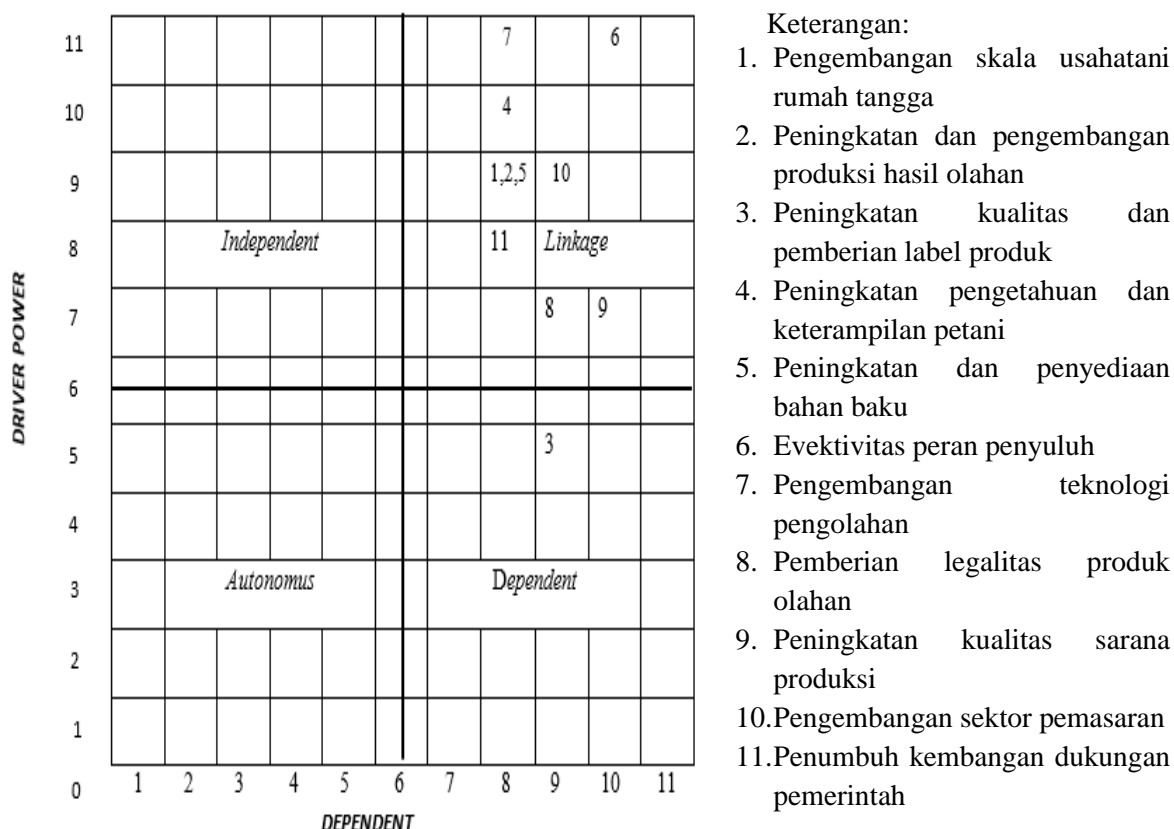 11 7 6
10 4
9 1,2,5 10
8 Independent 11 Linkage
7 8 9
6
5 3
4
3 Autonomus Dependent
2
1
0 1 2 3 4 5 6 7 8 9 10 11
DRIVER POWER
DEPENDENT
Keterangan:
1. Pengembangan skala usahatani
rumah tangga
2. Peningkatan dan pengembangan
produksi hasil olahan
3. Peningkatan kualitas dan
pemberian label produk
4. Peningkatan pengetahuan dan
keterampilan petani
5. Peningkatan dan penyediaan
bahan baku
6. Evektivitas peran penyuluh
7. Pengembangan teknologi
pengolahan
8. Pemberian legalitas produk
olahan
9. Peningkatan kualitas sarana
produksi
10.Pengembangan sektor pemasaran
11.Penumbuh kembangan dukungan
pemerintah